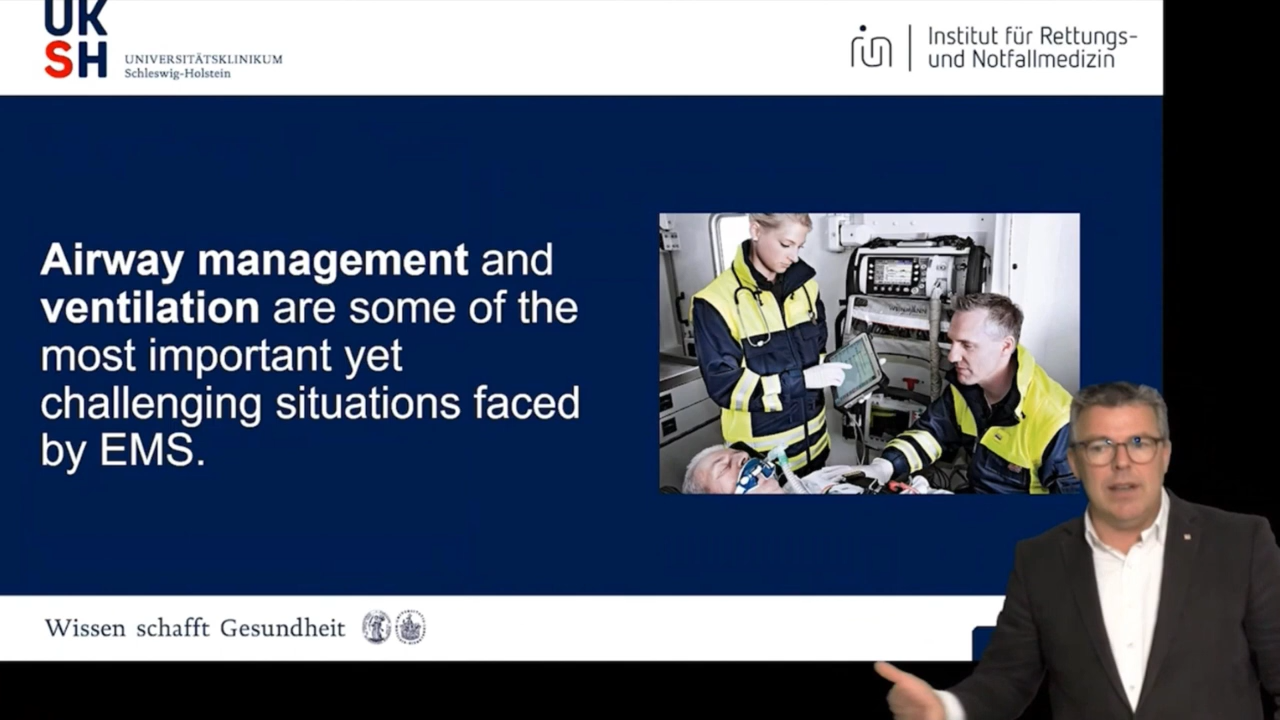 UK
SH
UNIVERSITÄTSKLINIKUM
Schleswig-Holstein
Institut für Rettungs-
und Notfallmedizin
Airway management and
ventilation are some of the
most important yet
challenging situations faced
by EMS.
Wissen schafft Gesundheit